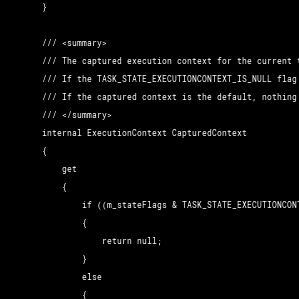 }
/// <summary>
/// The captured execution context for the current
/// If the TASK_STATE_EXECUTIONCONTEXT_IS_NULL flag
/// If the captured context is the default, nothing
/// </summary>
internal ExecutionContext CapturedContext
{
get
{
if ((m_stateFlags & TASK_STATE_EXECUTIONCONT
{
return null;
}
else
{